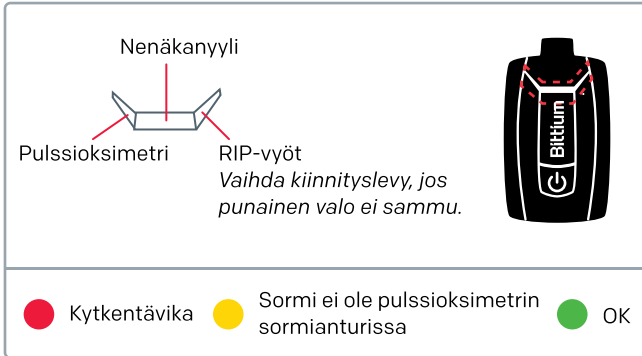 Nenäkanyyli
Pulssioksimetri
RIP-vyöt
Vaihda kiinnityslevy, jos
punainen valo ei sammu.
Bittium
Kytkentävika
Sormi ei ole pulssioksimetrin
sormianturissa
OK